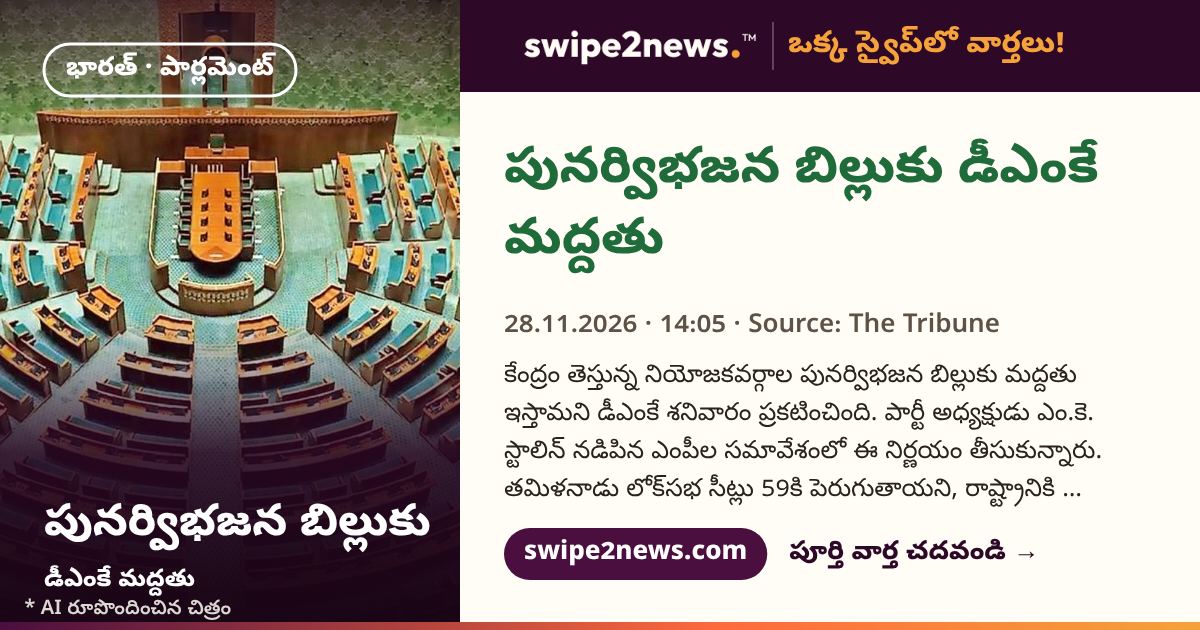 భారత్ · పార్లమెంట్
పునర్విభజన బిల్లుకు
డీఎంకే మద్దతు
* AI రూపొందించిన చిత్రం
swipe2news.™ ఒక్క స్వైప్‌లో వార్తలు!
పునర్విభజన బిల్లుకు డీఎంకే
మద్దతు
28.11.2026 · 14:05 · Source: The Tribune
కేంద్రం తెస్తున్న నియోజకవర్గాల పునర్విభజన బిల్లుకు మద్దతు
ఇస్తామని డీఎంకే శనివారం ప్రకటించింది. పార్టీ అధ్యక్షుడు ఎం.కె.
స్టాలిన్ నడిపిన ఎంపీల సమావేశంలో ఈ నిర్ణయం తీసుకున్నారు.
తమిళనాడు లోక్‌సభ సీట్లు 59కి పెరుగుతాయని, రాష్ట్రానికి ...
swipe2news.com పూర్తి వార్త చదవండి →